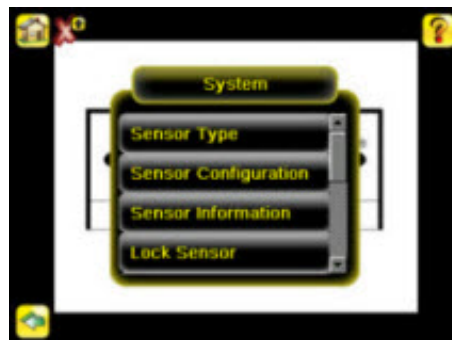 System
Sensor Type
Sensor Configuration
Sensor Information
Lock Sensor